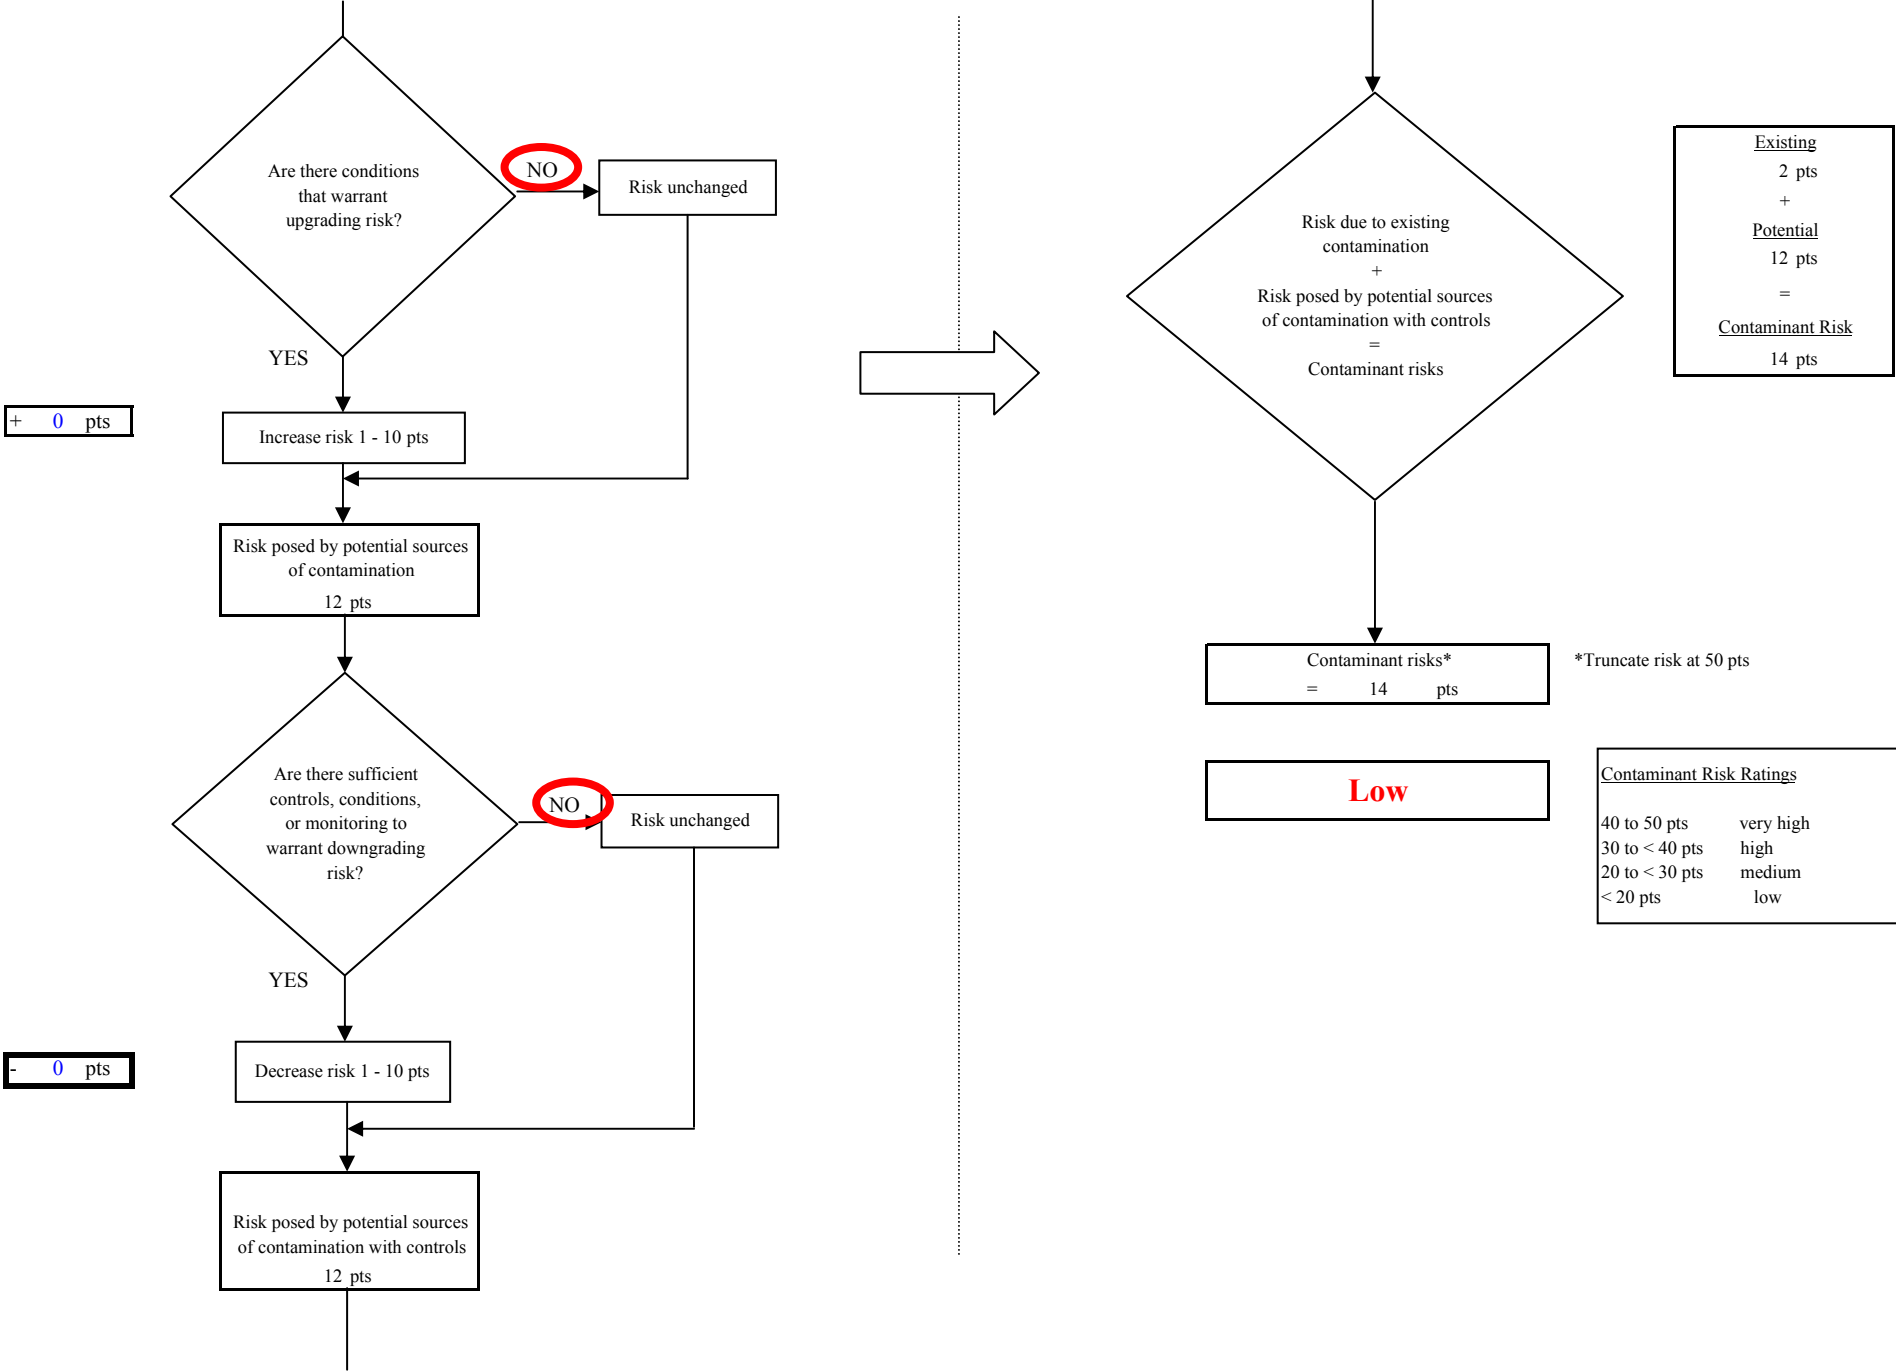 Are there conditions
that warrant
upgrading risk?
NO
Risk unchanged
YES
+ 0 pts
Increase risk 1 - 10 pts
Risk posed by potential sources
of contamination
12 pts
Are there sufficient
controls, conditions,
or monitoring to
warrant downgrading
risk?
NO
Risk unchanged
YES
- 0 pts
Decrease risk 1 - 10 pts
Risk posed by potential sources
of contamination with controls
12 pts
Risk due to existing
contamination
+
Risk posed by potential sources
of contamination with controls
=
Contaminant risks
Existing
2 pts
+
Potential
12 pts
=
Contaminant Risk
14 pts
Contaminant risks*
= 14 pts
*Truncate risk at 50 pts
Low
Contaminant Risk Ratings
40 to 50 pts very high
30 to < 40 pts high
20 to < 30 pts medium
< 20 pts low